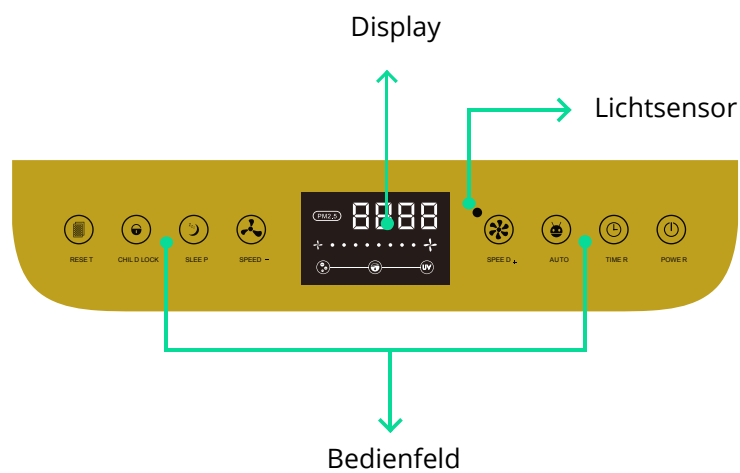 Display
Lichtsensor
PM2.5 8888
UV
RESET CHILD LOCK SLEEP SPEED - SPEED + AUTO TIMER POWER
Bedienfeld